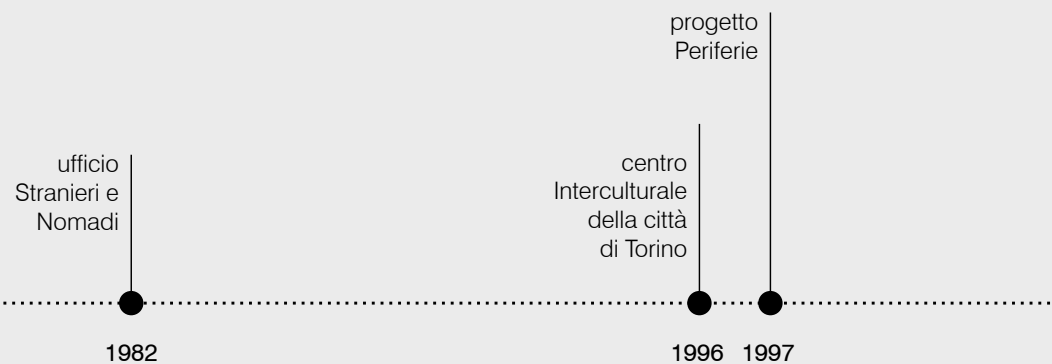 ufficio
Stranieri e
Nomadi
1982
centro
Interculturale
della città
di Torino
1996
progetto
Periferie
1997